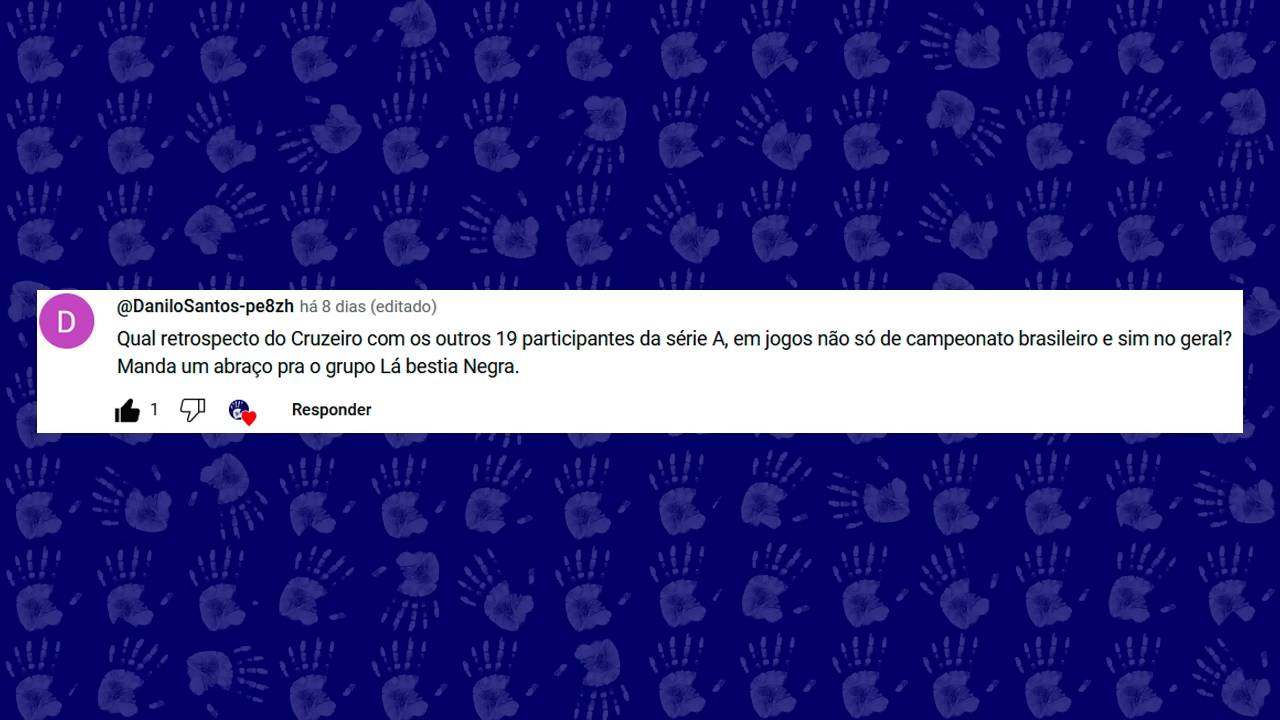 D
@DaniloSantos-pe8zh há 8 dias (editado)
Qual retrospecto do Cruzeiro com os outros 19 participantes da série A, em jogos não só de campeonato brasileiro e sim no geral?
Manda um abraço pra o grupo Lá bestia Negra.
1 Responder